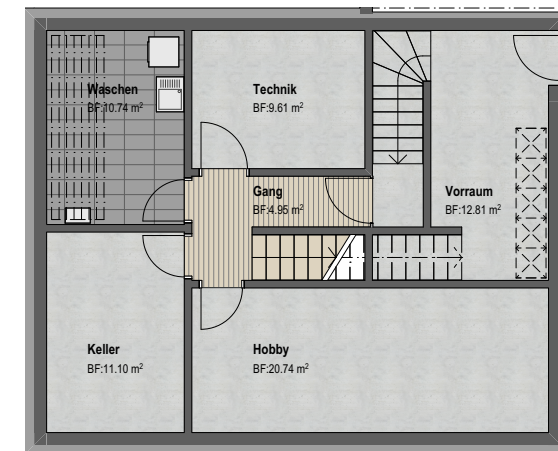 Waschen
BF:10.74 m²
Technik
BF:9.61 m²
Gang
BF:4.95 m²
Vorraum
BF:12.81 m²
Keller
BF:11.10 m²
Hobby
BF:20.74 m²